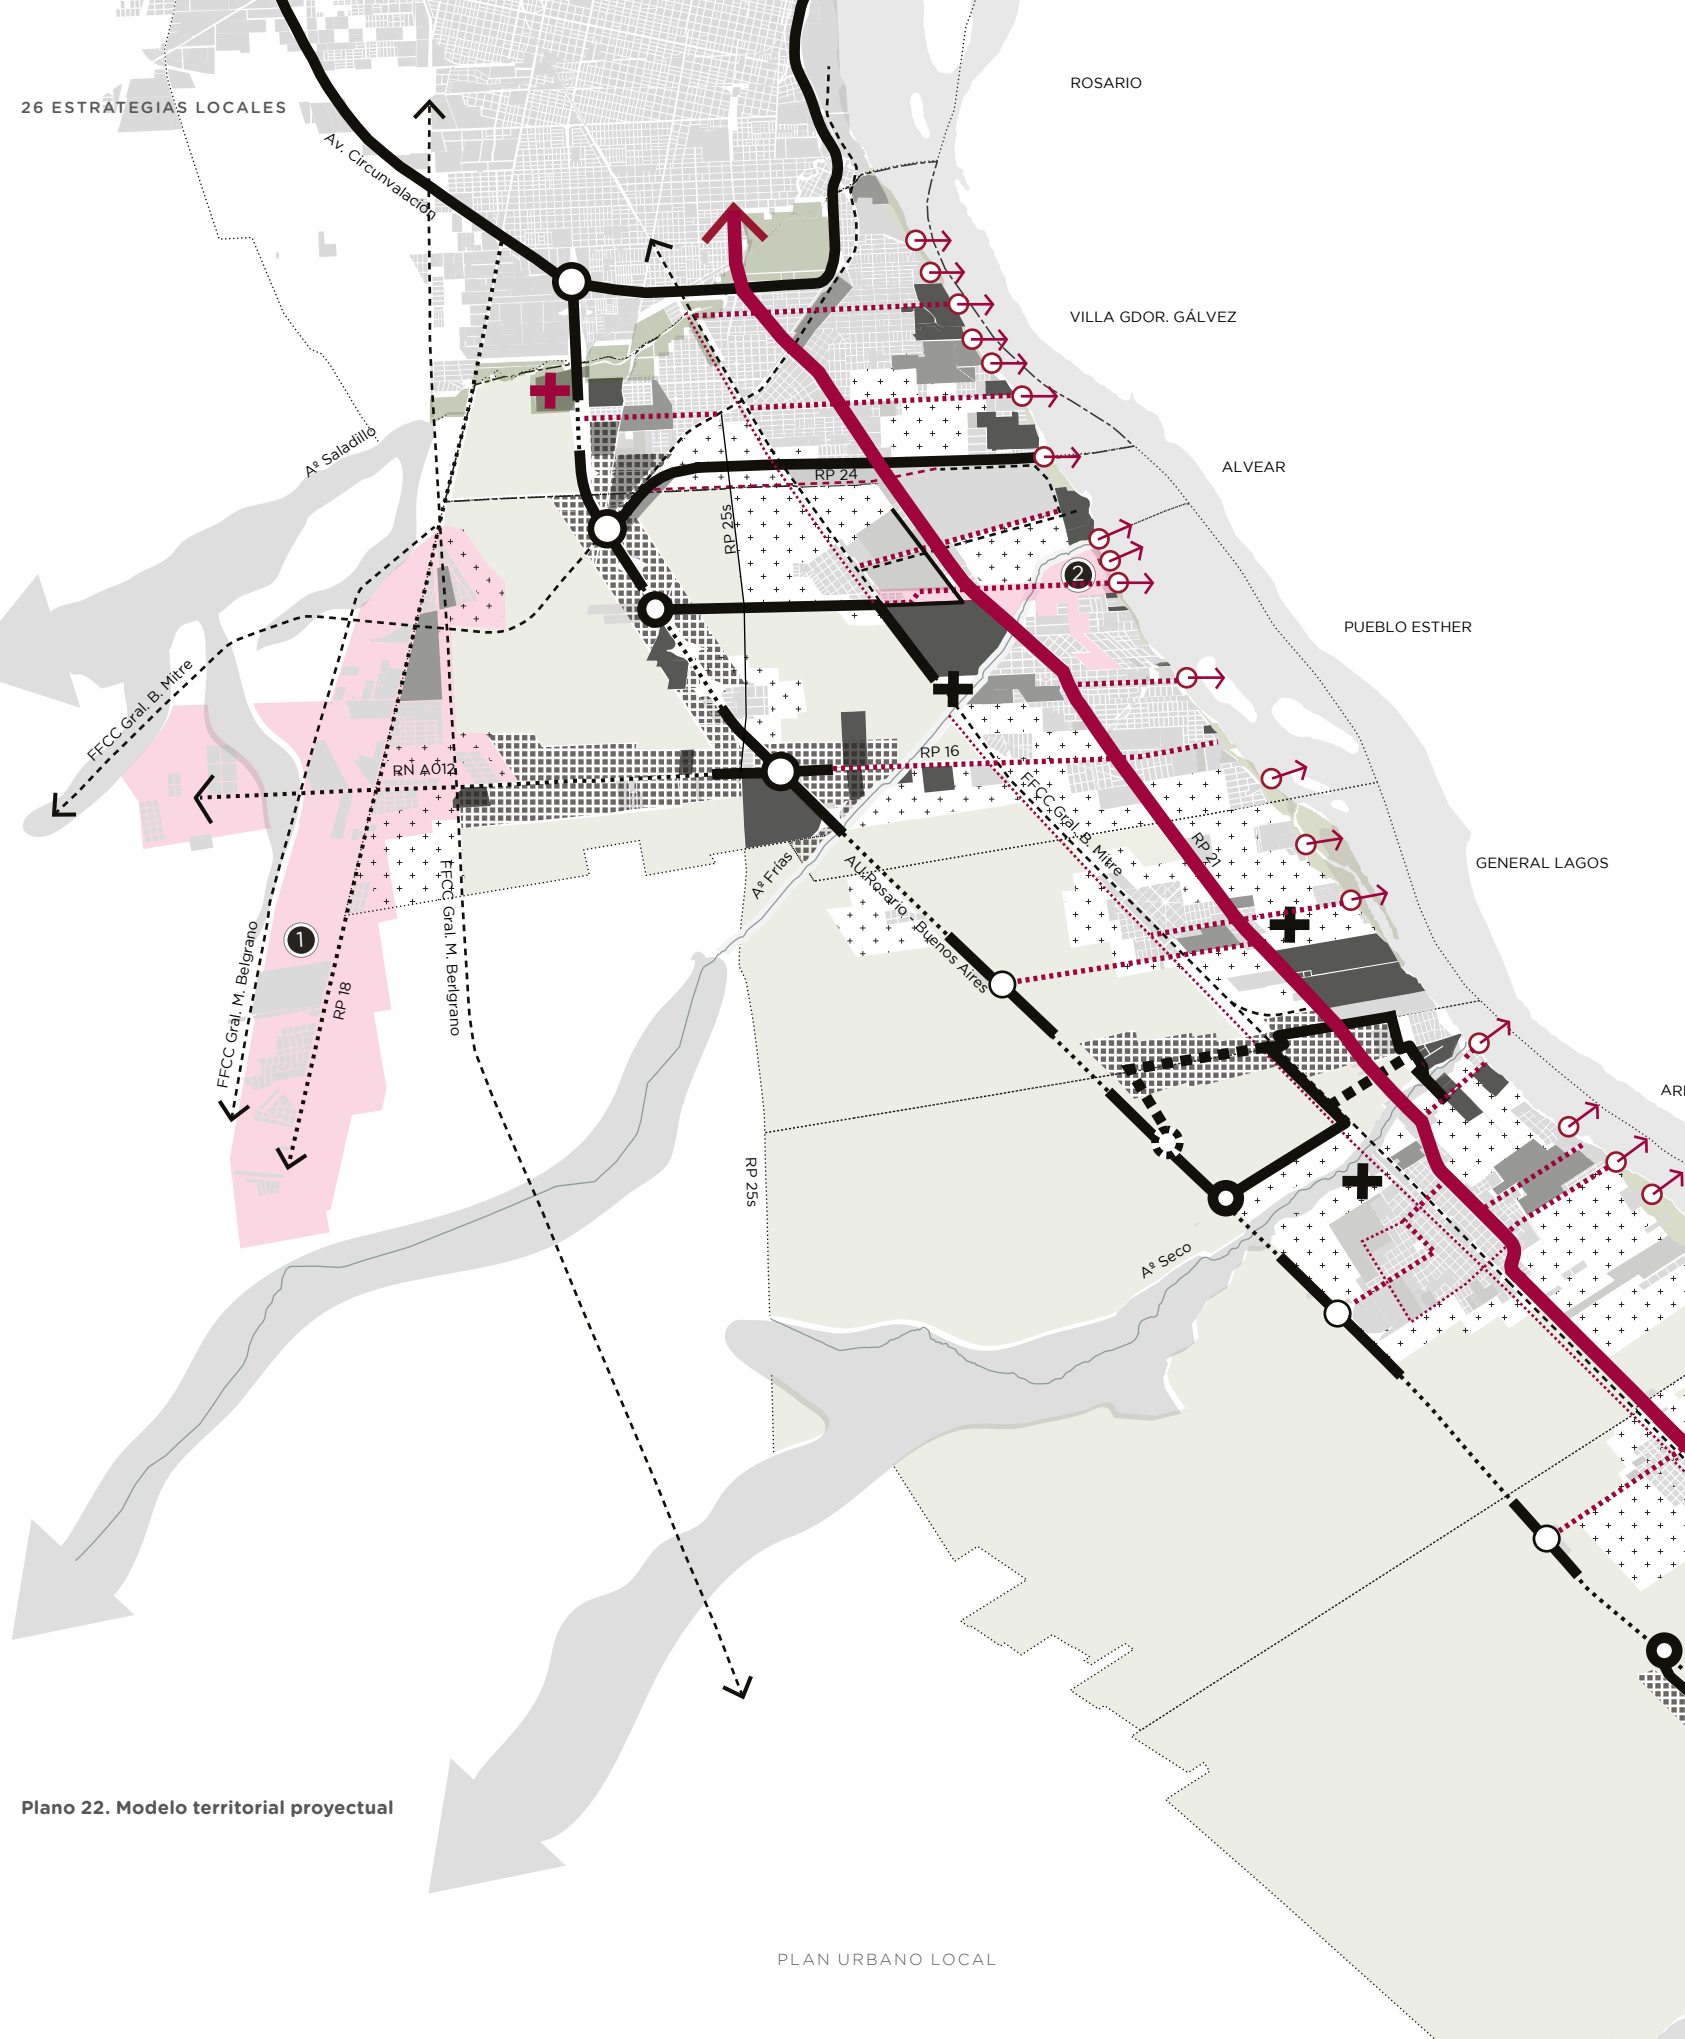 ROSARIO
26 ESTRATEGIAS LOCALES
Av. Circunvalación
VILLA GDOR. GÁLVEZ
Aº Saladillo
ALVEAR
RP 24
RP 25s
2
PUEBLO ESTHER
FFCC Gral. B. Mitre
RN A012
RP 16
FFCC Gral. B. Mitre
RP 21
GENERAL LAGOS
Aº Frías
AU Rosario - Buenos Aires
1
FFCC Gral. M. Belgrano
RP 18
FFCC Gral. M. Berlgrano
RP 25s
Aº Seco
Plano 22. Modelo territorial proyectual
PLAN URBANO LOCAL